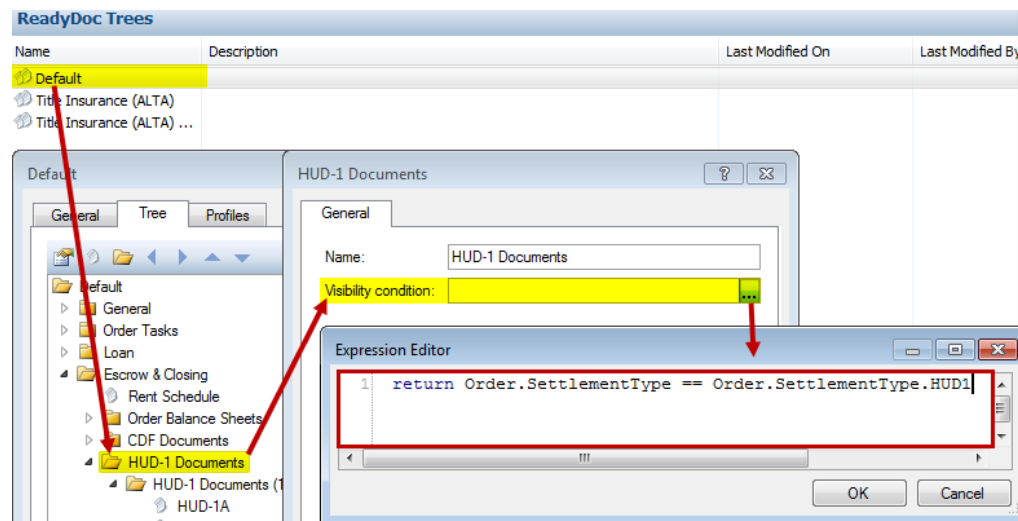 ReadyDoc Trees
Name Description Last Modified On Last Modified By
Default
Title Insurance (ALTA)
Title Insurance (ALTA) ...
Default
General Tree Profiles
Default
General
Order Tasks
Loan
Escrow & Closing
Rent Schedule
Order Balance Sheets
CDF Documents
HUD-1 Documents
HUD-1 Documents (1
HUD-1A
HUD-1 Documents
General
Name: HUD-1 Documents
Visibility condition: ...
Expression Editor
1 return Order.SettlementType == Order.SettlementType.HUD1
OK Cancel